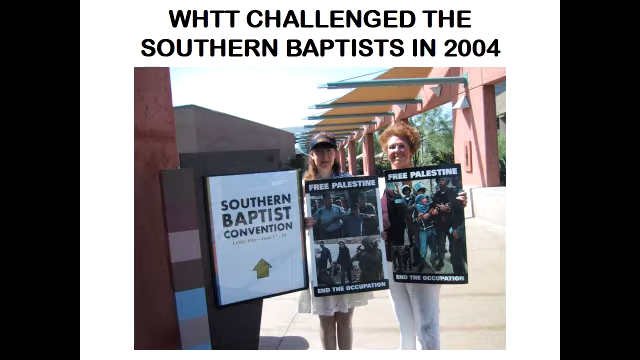 WHTT CHALLENGED THE
SOUTHERN BAPTISTS IN 2004
SOUTHERN
BAPTIST
CONVENTION
FREE PALESTINE
END THE OCCUPATION
FREE PALESTINE
END THE OCCUPATION